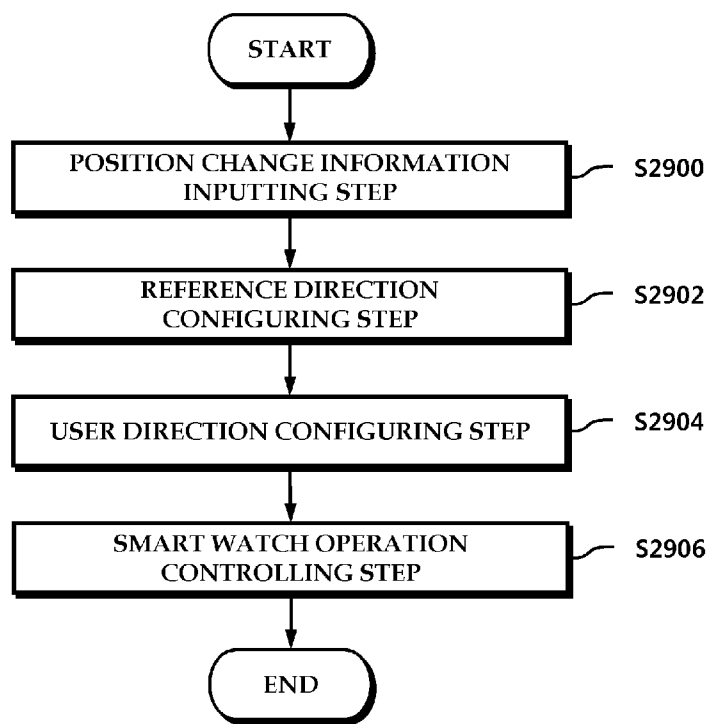 START
POSITION CHANGE INFORMATION
INPUTTING STEP
S2900
REFERENCE DIRECTION
CONFIGURING STEP
S2902
USER DIRECTION CONFIGURING STEP
S2904
SMART WATCH OPERATION
CONTROLLING STEP
S2906
END